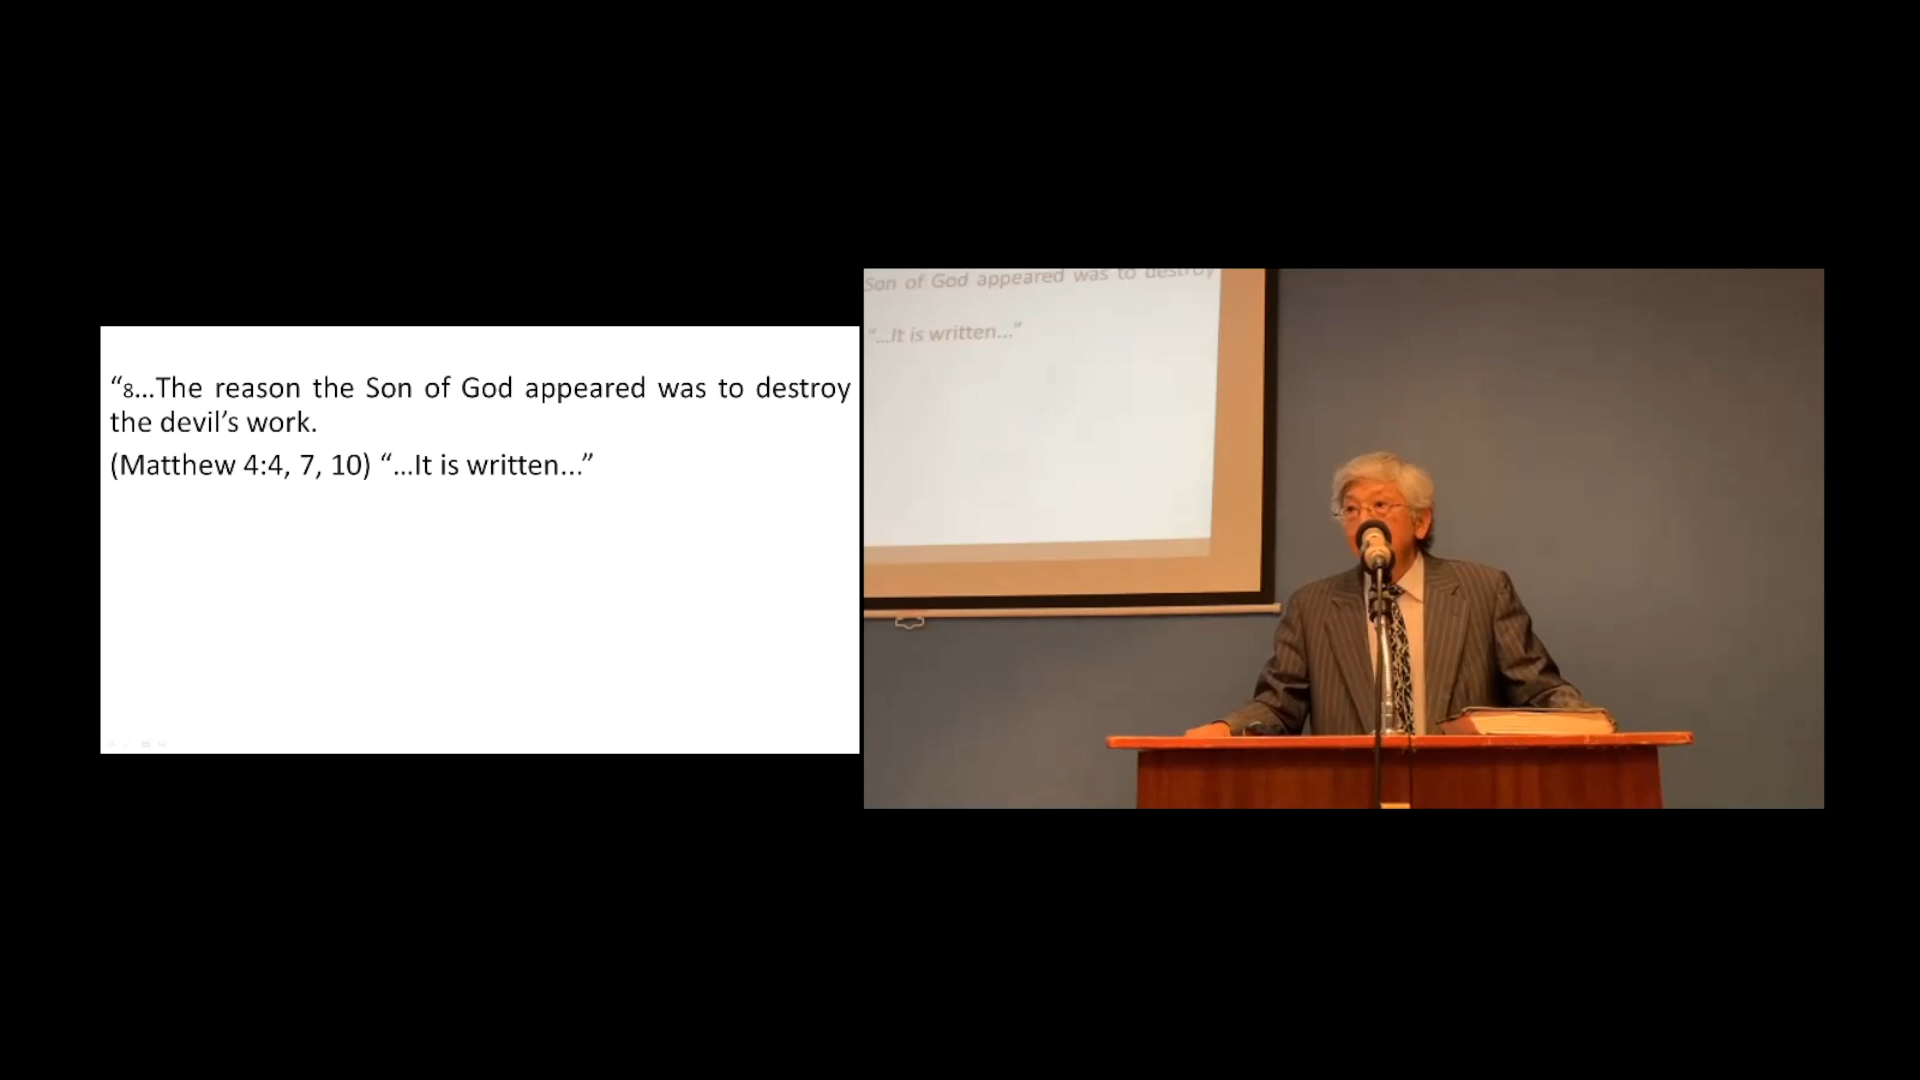 “8...The reason the Son of God appeared was to destroy
the devil’s work.
(Matthew 4:4, 7, 10) “...It is written...”
Son of God appeared was to destroy
“...It is written...”